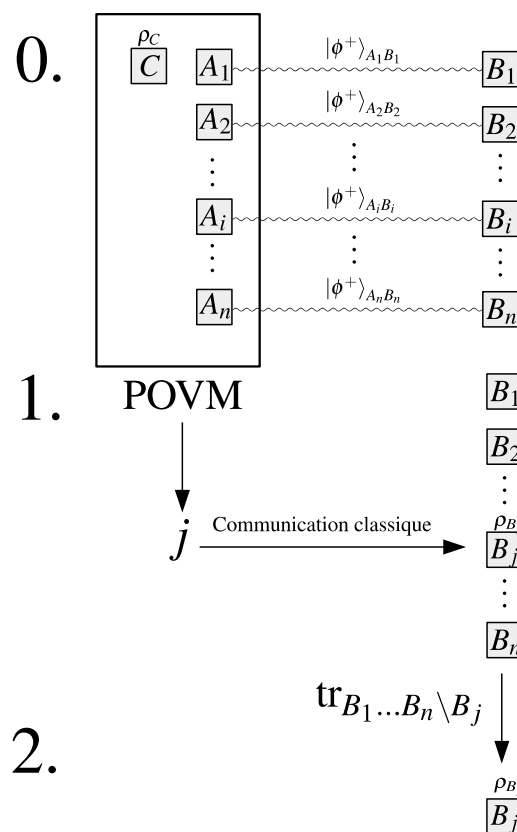 0.
ρ_C
C A_1 |ϕ^+⟩_{A_1B_1} B_1
A_2 |ϕ^+⟩_{A_2B_2} B_2
⋮ ⋮ ⋮
A_i |ϕ^+⟩_{A_iB_i} B_i
⋮ ⋮ ⋮
A_n |ϕ^+⟩_{A_nB_n} B_n
1.
POVM
B_1
B_2
⋮
ρ_B
j Communication classique B_j
⋮
B_n
tr_{B_1…B_n\B_j}
2.
ρ_B
B_j